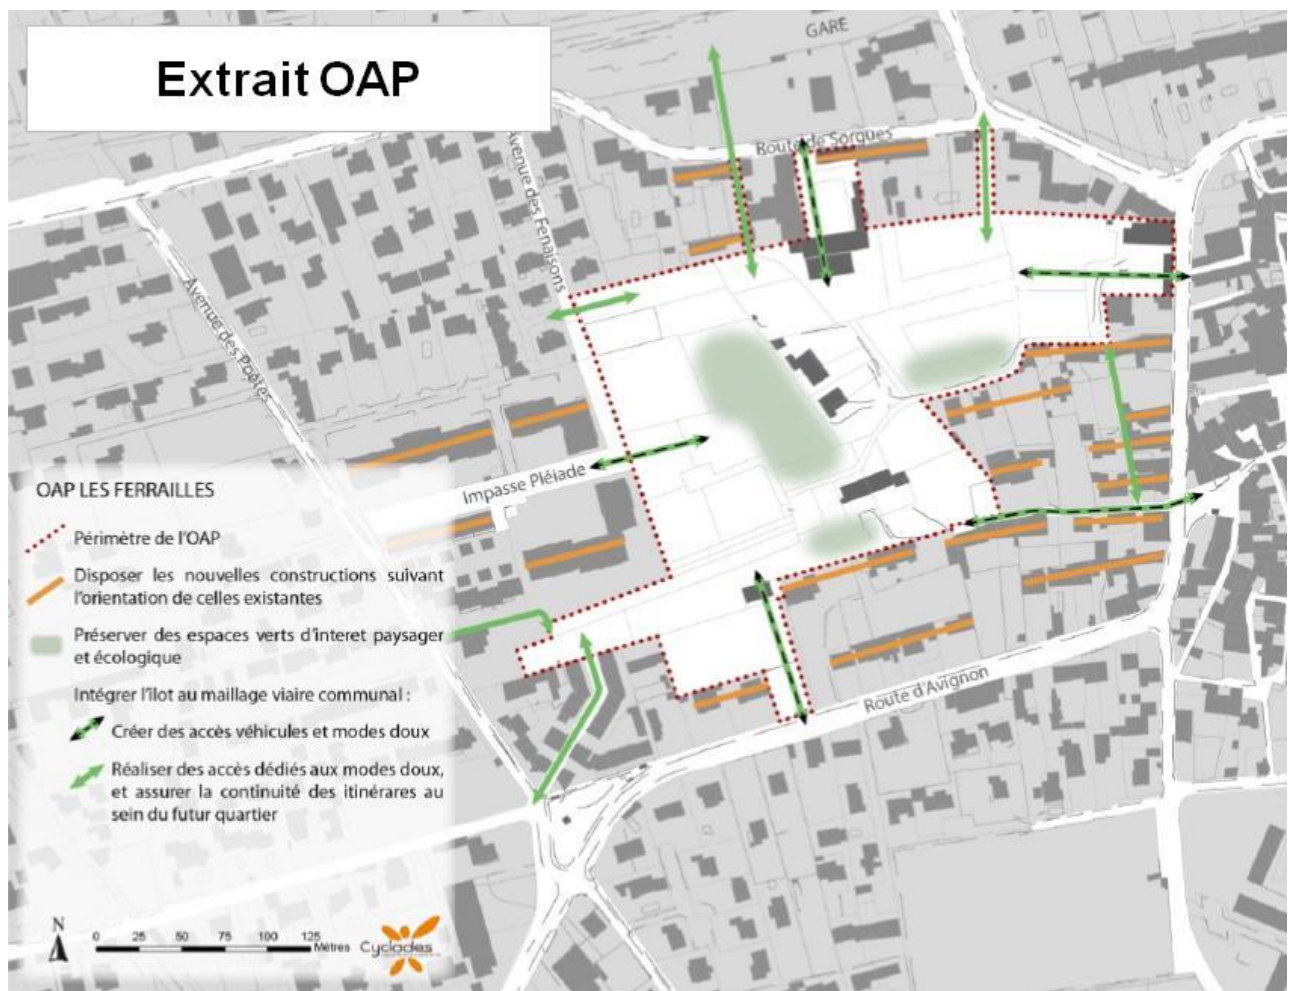 Extrait OAP
GARE
Route de Sorgues
Avenue des Fenaisons
Avenue des Poètes
Impasse Pléiade
Route d'Avignon
OAP LES FERRAILLES
Périmètre de l'OAP
Disposer les nouvelles constructions suivant
l'orientation de celles existantes
Préserver des espaces verts d'interet paysager
et écologique
Intégrer l'îlot au maillage viaire communal :
Créer des accès véhicules et modes doux
Réaliser des accès dédiés aux modes doux,
et assurer la continuité des itinérares au
sein du futur quartier
N
0 25 50 75 100 125
Mètres
Cyclades